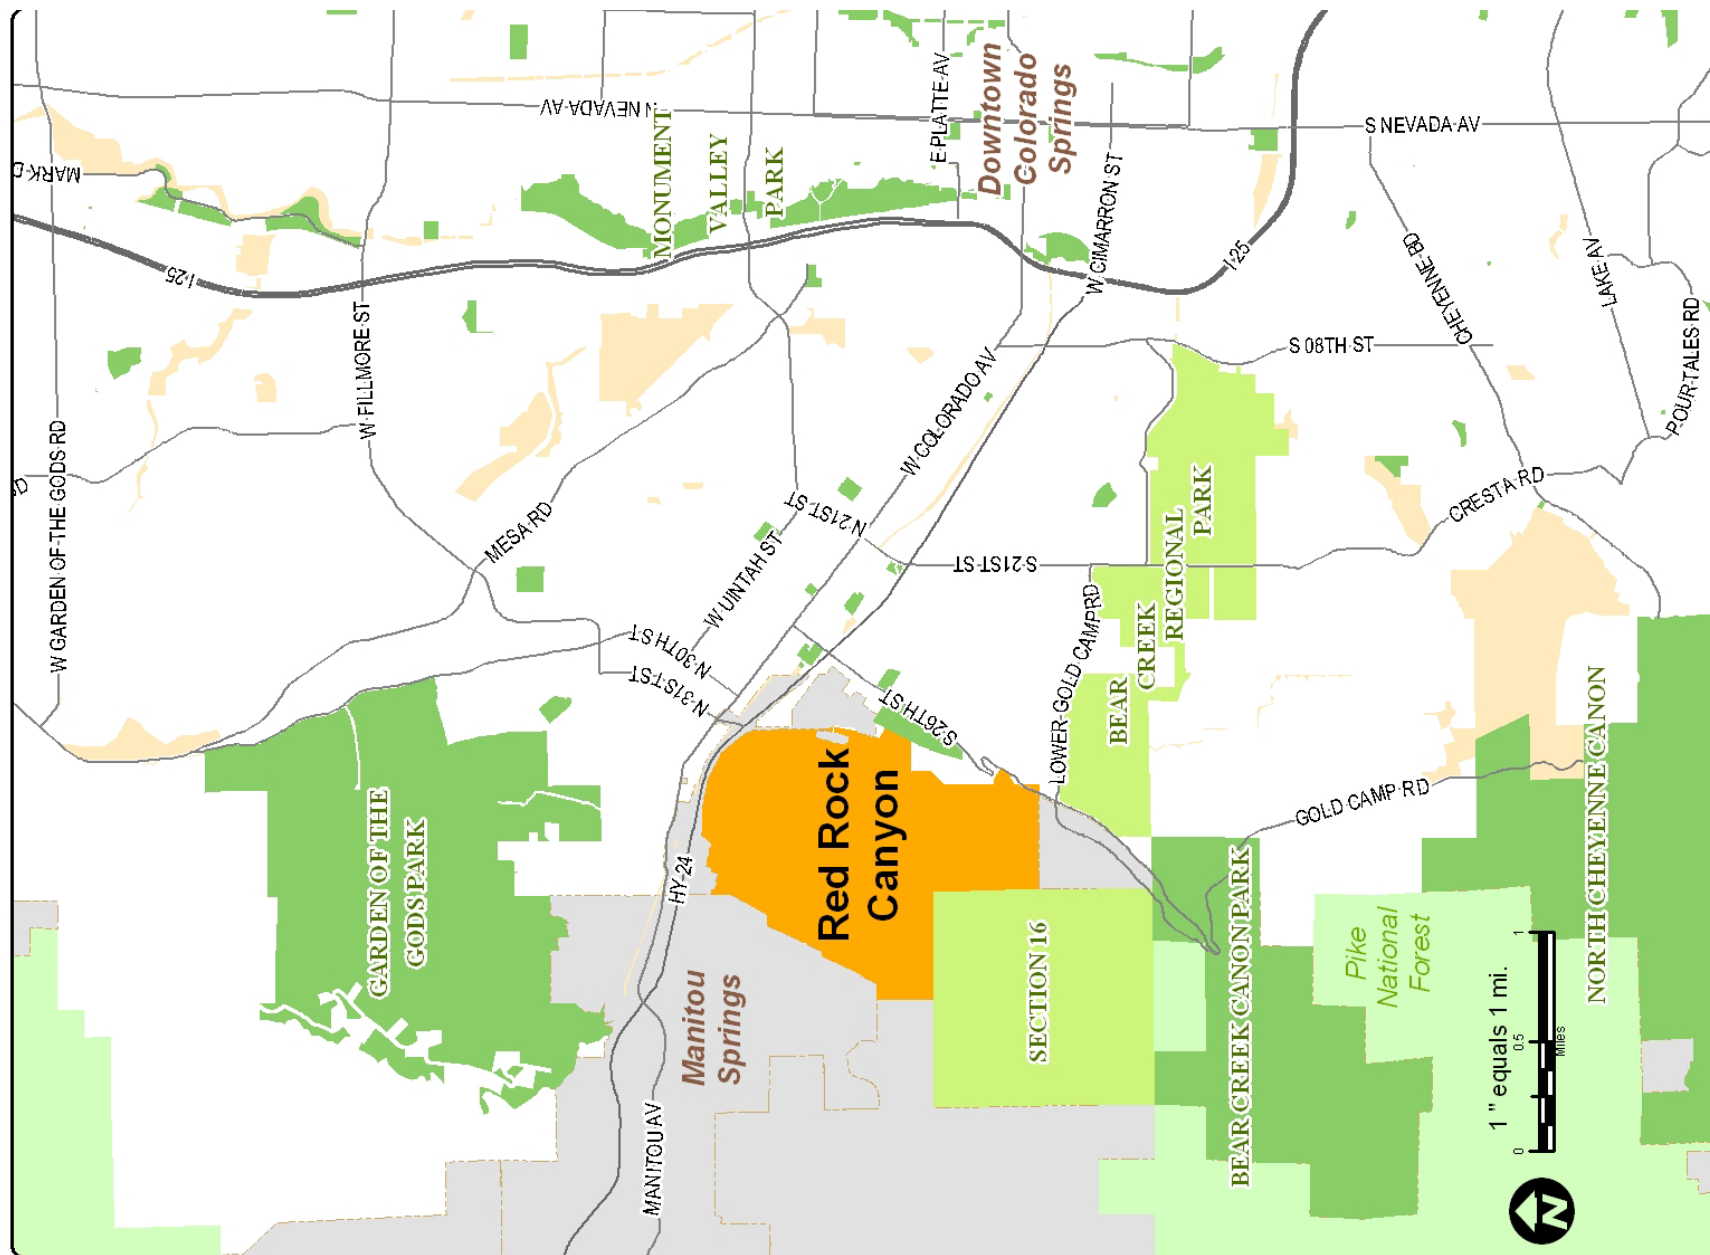 W GARDEN OF THE GODS RD
MARK D
I-25
W FILLMORE ST
N NEVADA AV
MONUMENT
VALLEY
PARK
E PLATTE AV
Downtown
Colorado
Springs
W CIMARRON ST
S NEVADA AV
I-25
CHEYENNE BD
LAKE AV
POURTALES RD
S 08TH ST
W COLORADO AV
MESA RD
N 21ST ST
W UINTAH ST
N 30TH ST
N 31ST ST
S 21ST ST
LOWER GOLD CAMP RD
BEAR
CREEK
REGIONAL
PARK
CRESTA RD
S 26TH ST
GARDEN OF THE
GODS PARK
HY 24
Red Rock
Canyon
GOLD CAMP RD
NORTH CHEYENNE CANON
Manitou
Springs
MANITOU AV
SECTION 16
BEAR CREEK CANON PARK
Pike
National
Forest
1 " equals 1 mi.
0 0.5 1
Miles
N